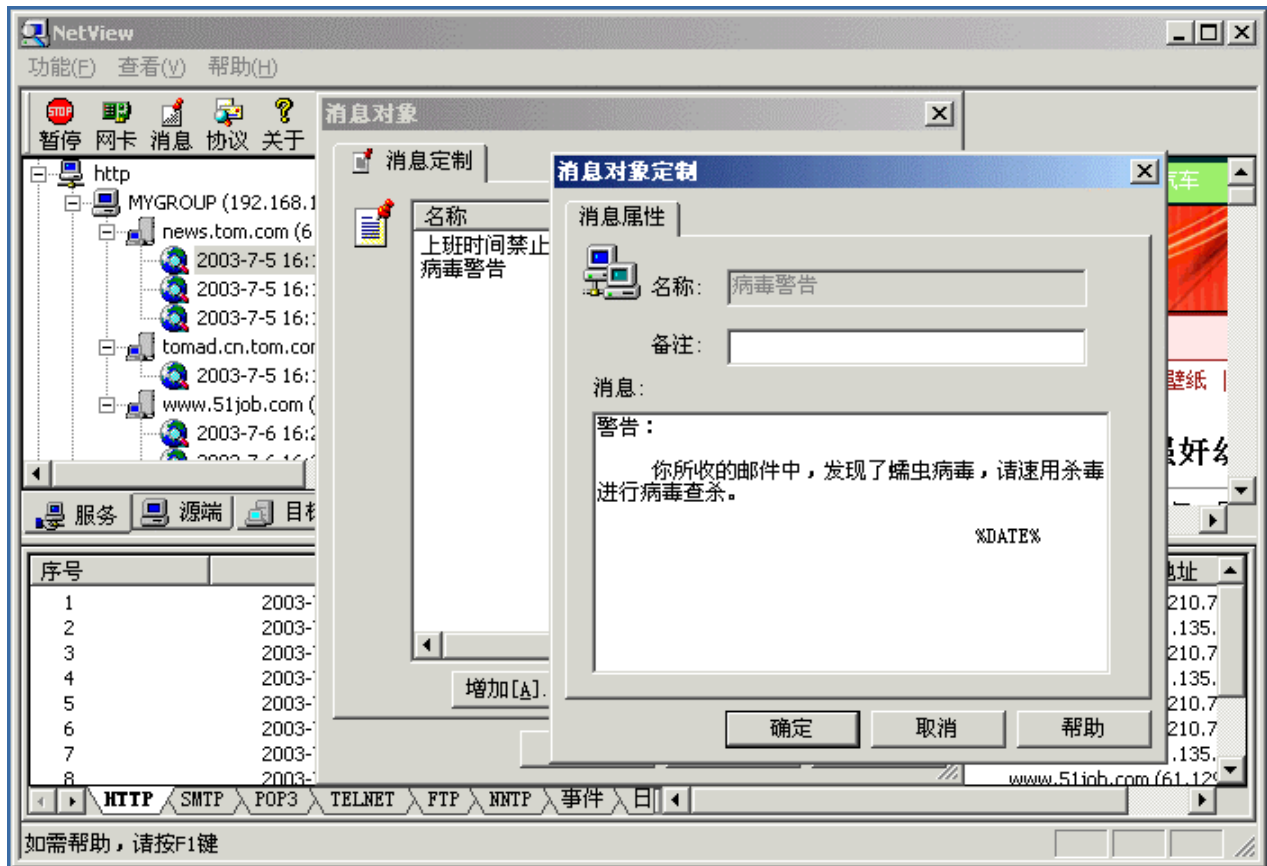 NetView
功能(F) 查看(V) 帮助(H)
暂停 网卡 消息 协议 关于
http
MYGROUP (192.168.1
news.tom.com (6
2003-7-5 16:
2003-7-5 16:
2003-7-5 16:
tomad.cn.tom.cor
2003-7-5 16:
www.51job.com (
2003-7-6 16:2
服务 源端 目标
消息对象
消息定制
名称
上班时间禁止
病毒警告
增加[A].
消息对象定制
消息属性
名称: 病毒警告
备注:
消息:
警告：
你所收的邮件中，发现了蠕虫病毒，请速用杀毒
进行病毒查杀。
%DATE%
确定 取消 帮助
汽车
壁纸 |
强奸幼
序号 地址
1 2003- 210.7
2 2003- .135.
3 2003- 210.7
4 2003- .135.
5 2003- 210.7
6 2003- 210.7
7 2003- .135.
8 2003- www.51job.com (61.129
HTTP SMTP POP3 TELNET FTP NNTP 事件 日
如需帮助，请按F1键